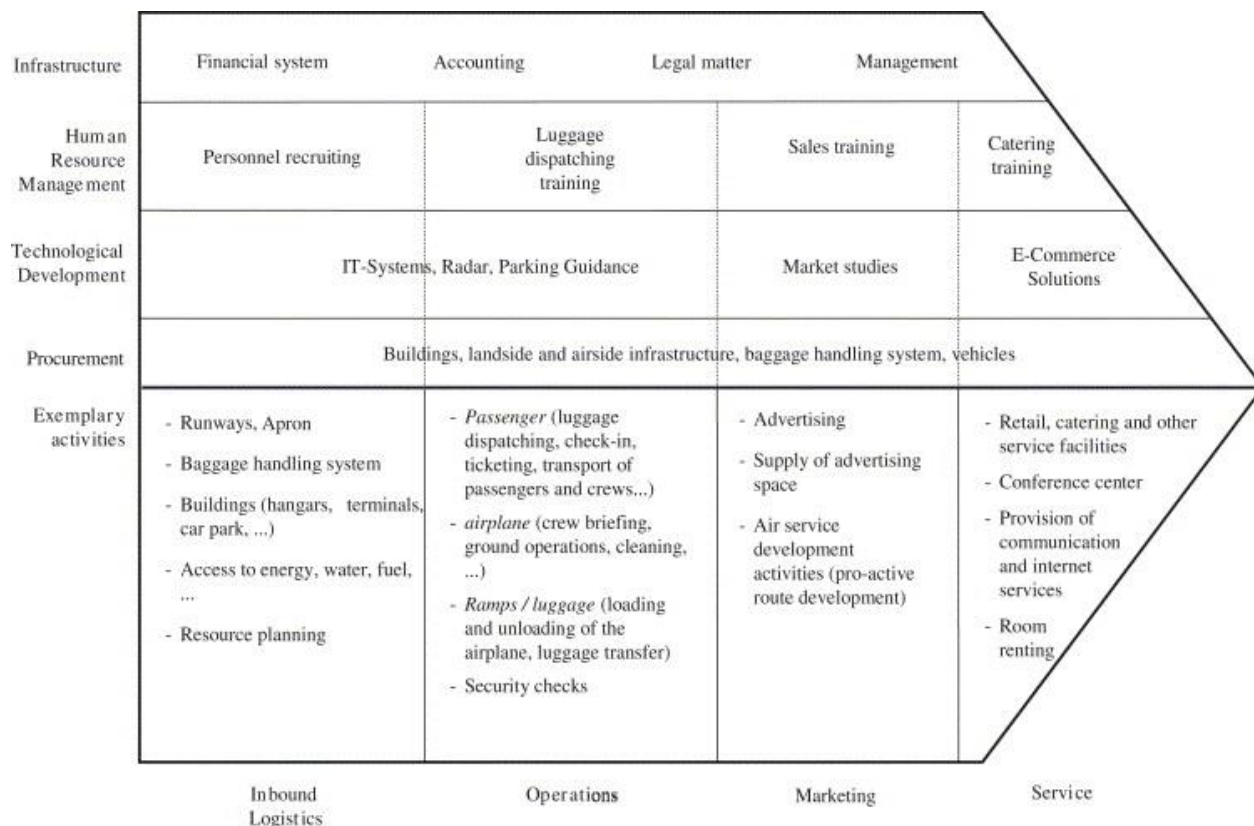 Infrastructure
Financial system
Accounting
Legal matter
Management
Human
Resource
Management
Personnel recruiting
Luggage
dispatching
training
Sales training
Catering
training
Technological
Development
IT-Systems, Radar, Parking Guidance
Market studies
E-Commerce
Solutions
Procurement
Buildings, landside and airside infrastructure, baggage handling system, vehicles
Exemplary
activities
- Runways, Apron
- Baggage handling system
- Buildings (hangars, terminals,
car park, ...)
- Access to energy, water, fuel,
...
- Resource planning
- Passenger (luggage
dispatching, check-in,
ticketing, transport of
passengers and crews...)
- airplane (crew briefing,
ground operations, cleaning,
...)
- Ramps / luggage (loading
and unloading of the
airplane, luggage transfer)
- Security checks
- Advertising
- Supply of advertising
space
- Air service
development
activities (pro-active
route development)
- Retail, catering and other
service facilities
- Conference center
- Provision of
communication
and internet
services
- Room
renting
Inbound
Logistics
Operations
Marketing
Service